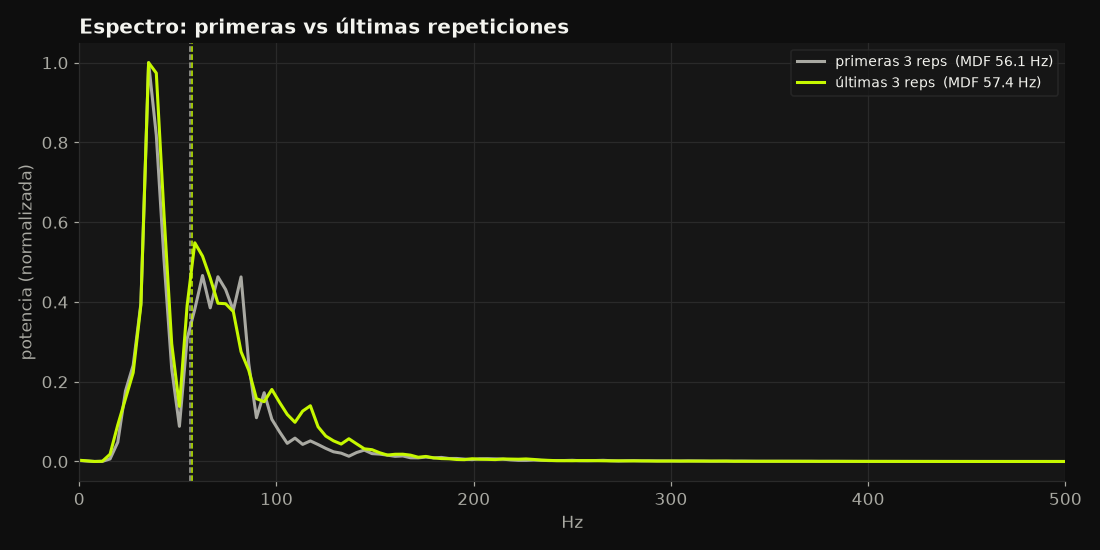 Espectro: primeras vs últimas repeticiones
primeras 3 reps  (MDF 56.1 Hz)
últimas 3 reps  (MDF 57.4 Hz)
potencia (normalizada)
1.0
0.8
0.6
0.4
0.2
0.0
0 100 200 300 400 500
Hz